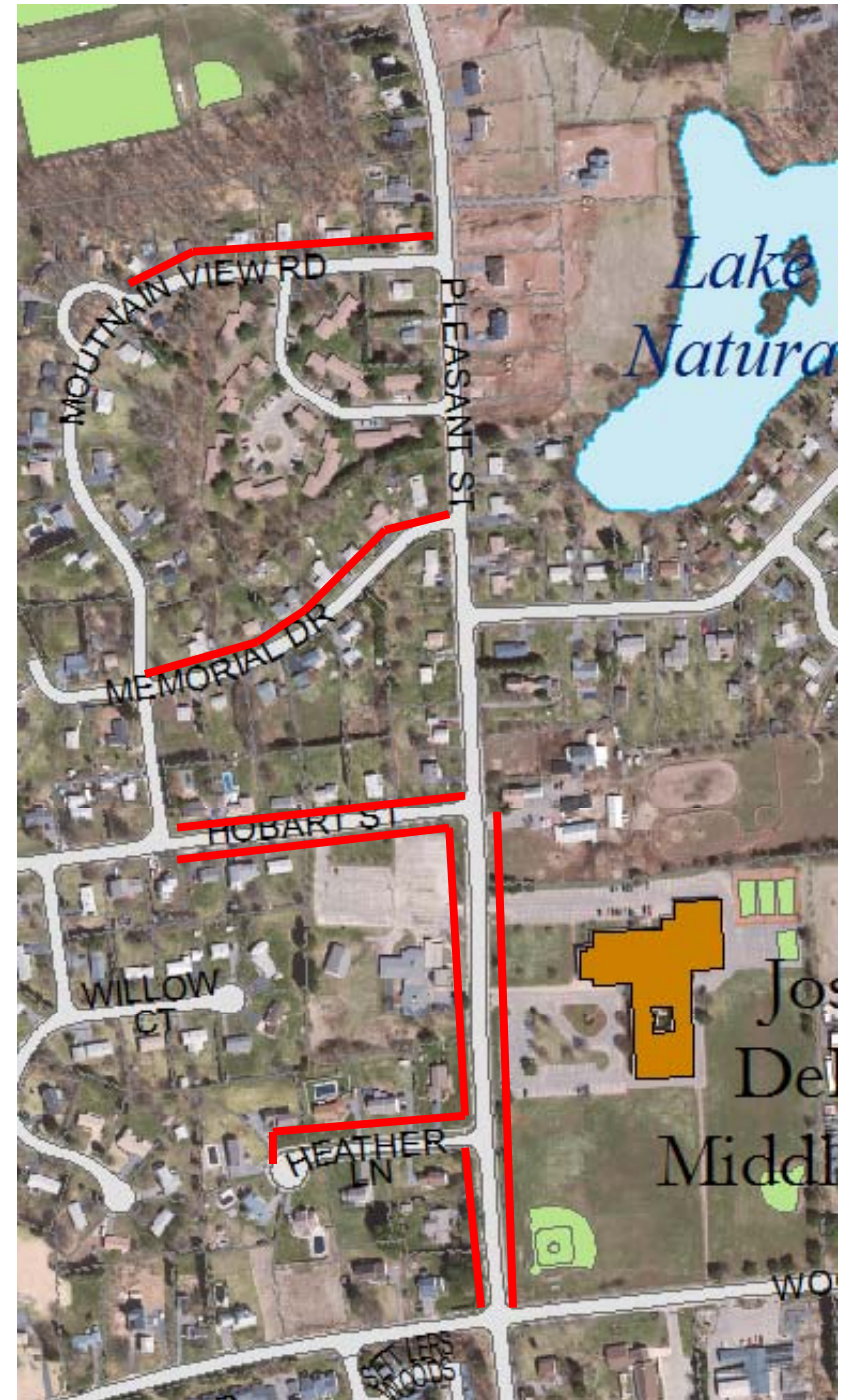 Lake
Natura
MOUTNAIN VIEW RD
PLEASANT ST
MEMORIAL DR
HOBART ST
WILLOW
CT
Jos
Del
Middl
HEATHER
LN
WO
SETTLERS
WOODS